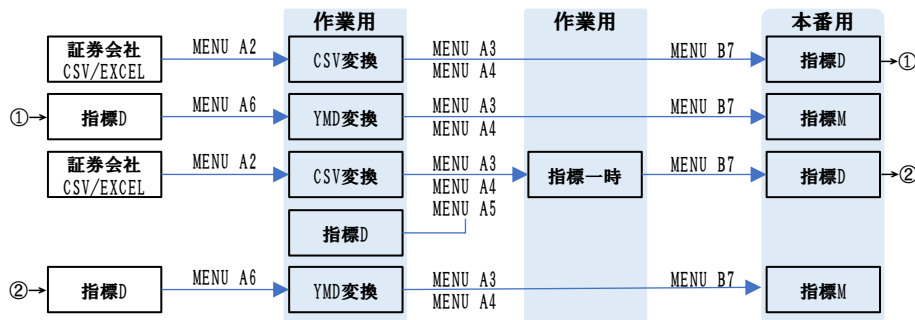 作業用 作業用 本番用
証券会社
CSV/EXCEL
MENU A2
CSV変換
MENU A3
MENU A4
MENU B7
指標D
→①
①→
指標D
MENU A6
YMD変換
MENU A3
MENU A4
MENU B7
指標M
証券会社
CSV/EXCEL
MENU A2
CSV変換
MENU A3
MENU A4
MENU A5
指標一時
MENU B7
指標D
→②
指標D
②→
指標D
MENU A6
YMD変換
MENU A3
MENU A4
MENU B7
指標M